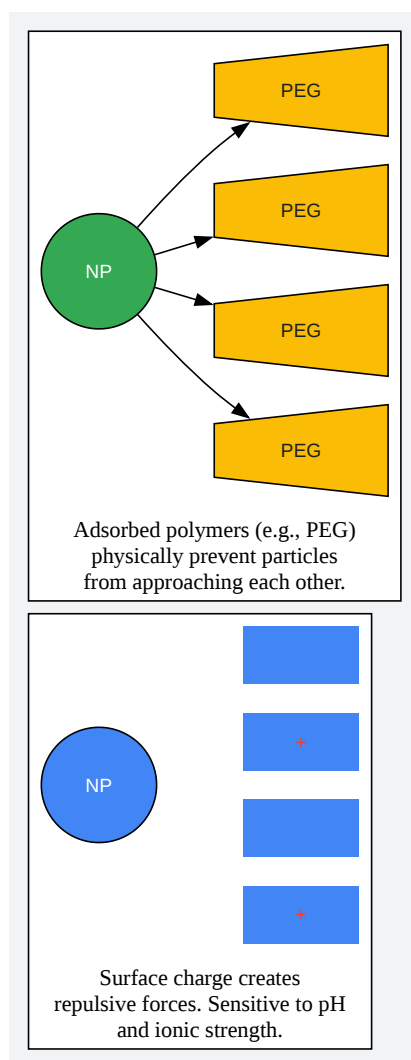 PEG
PEG
NP
PEG
PEG
Adsorbed polymers (e.g., PEG)
physically prevent particles
from approaching each other.
+
NP
+
Surface charge creates
repulsive forces. Sensitive to pH
and ionic strength.